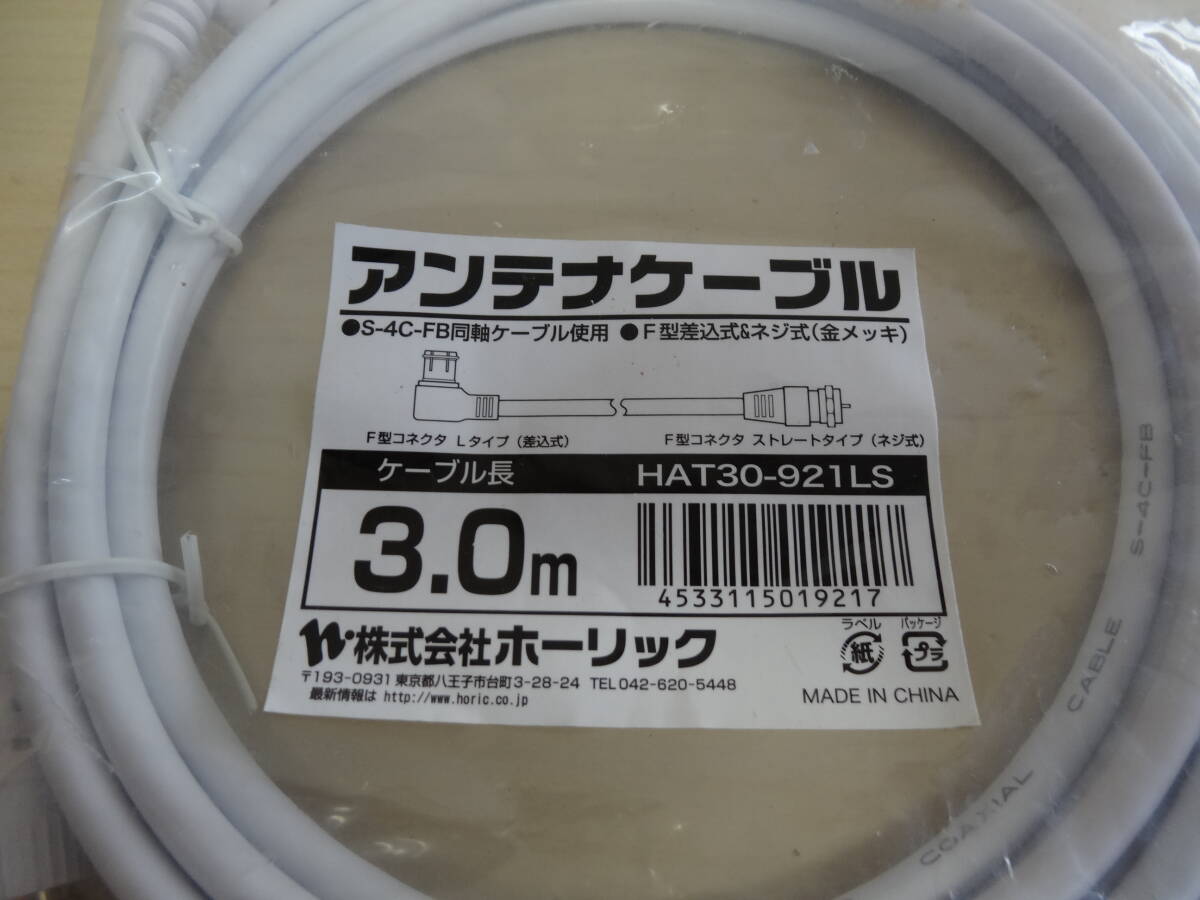 アンテナケーブル
●S-4C-FB同軸ケーブル使用 ●F型差込式&ネジ式(金メッキ)
F型コネクタ Lタイプ (差込式)
F型コネクタ ストレートタイプ (ネジ式)
ケーブル長
HAT30-921LS
3.0m
4533115019217
株式会社ホーリック
〒193-0931 東京都八王子市台町3-28-24 TEL 042-620-5448
最新情報は http://www.horic.co.jp
ラベル
紙
パッケージ
プラ
MADE IN CHINA
COAXIAL CABLE S-4C-FB